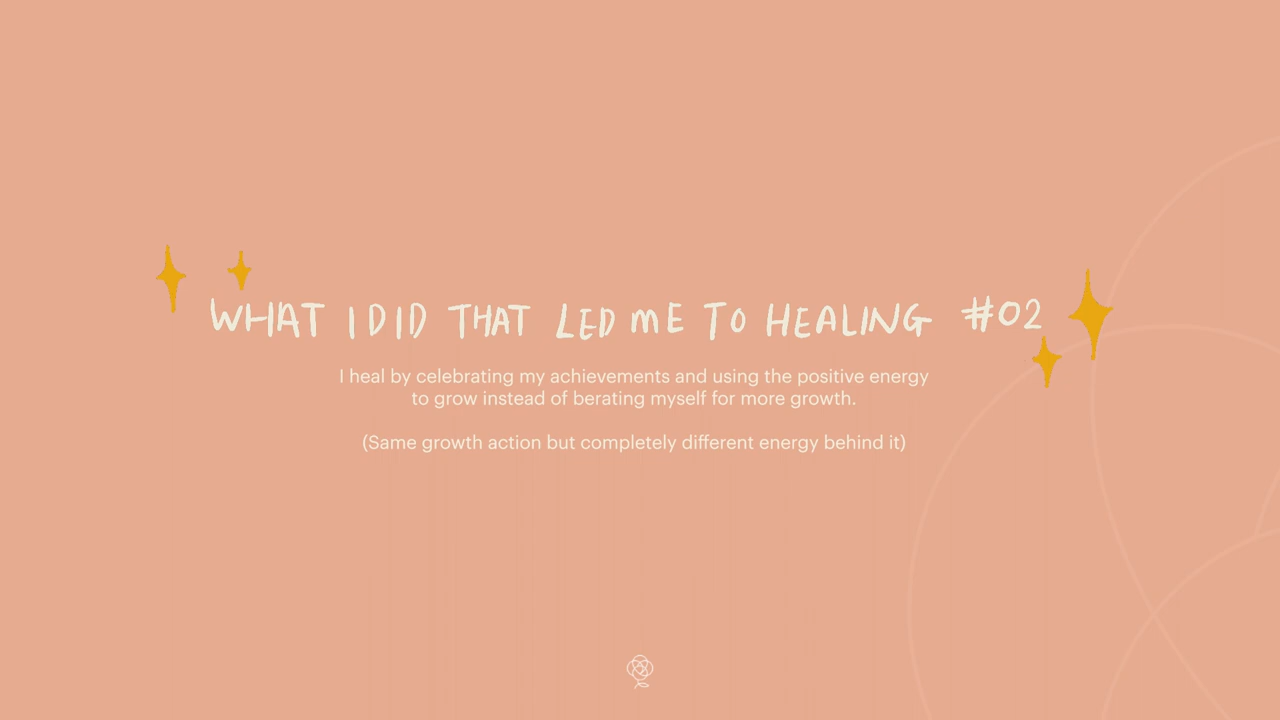 WHAT I DID THAT LED ME TO HEALING #02
I heal by celebrating my achievements and using the positive energy
to grow instead of berating myself for more growth.
(Same growth action but completely different energy behind it)